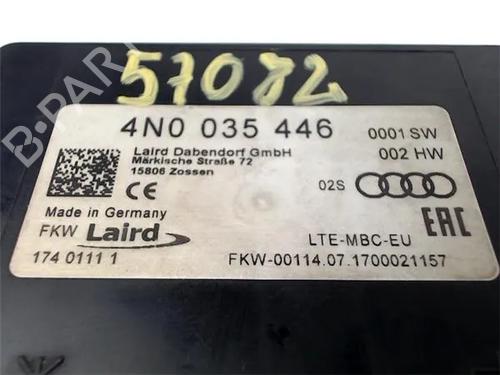 57082
4N0 035 446
0001 SW
Laird Dabendorf GmbH
Märkische Straße 72
15806 Zossen
002 HW
02S
CE
Made in Germany
FKW Laird
EAC
LTE-MBC-EU
174 0111 1
FKW-00114.07.1700021157
B-PARTS